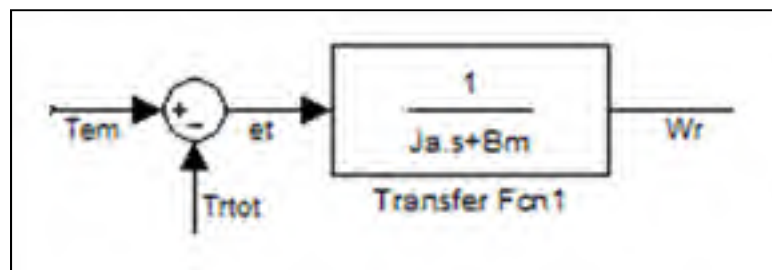 1
Ja.s+Bm
Tem
et
Wr
Trtot
Transfer Fcn1
+
-